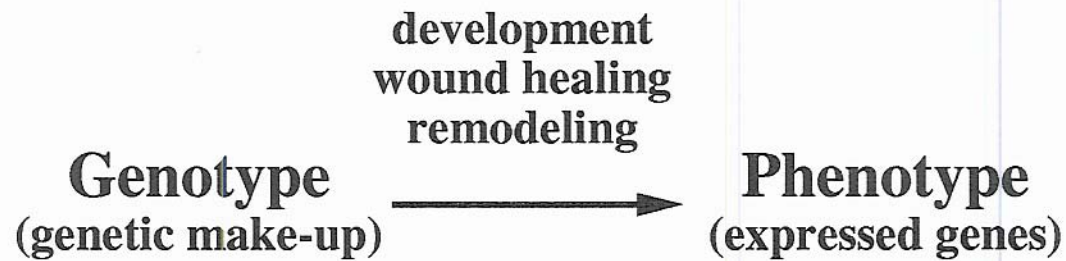 development
wound healing
remodeling
Genotype
(genetic make-up)
Phenotype
(expressed genes)